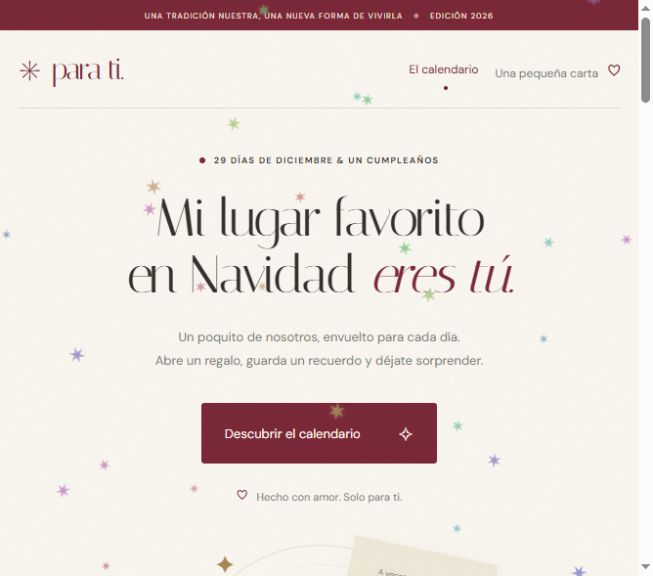 UNA TRADICIÓN NUESTRA, UNA NUEVA FORMA DE VIVIRLA ✦ EDICIÓN 2026
para ti.
El calendario
Una pequeña carta
29 DÍAS DE DICIEMBRE & UN CUMPLEAÑOS
Mi lugar favorito
en Navidad eres tú.
Un poquito de nosotros, envuelto para cada día.
Abre un regalo, guarda un recuerdo y déjate sorprender.
Descubrir el calendario
Hecho con amor. Solo para ti.